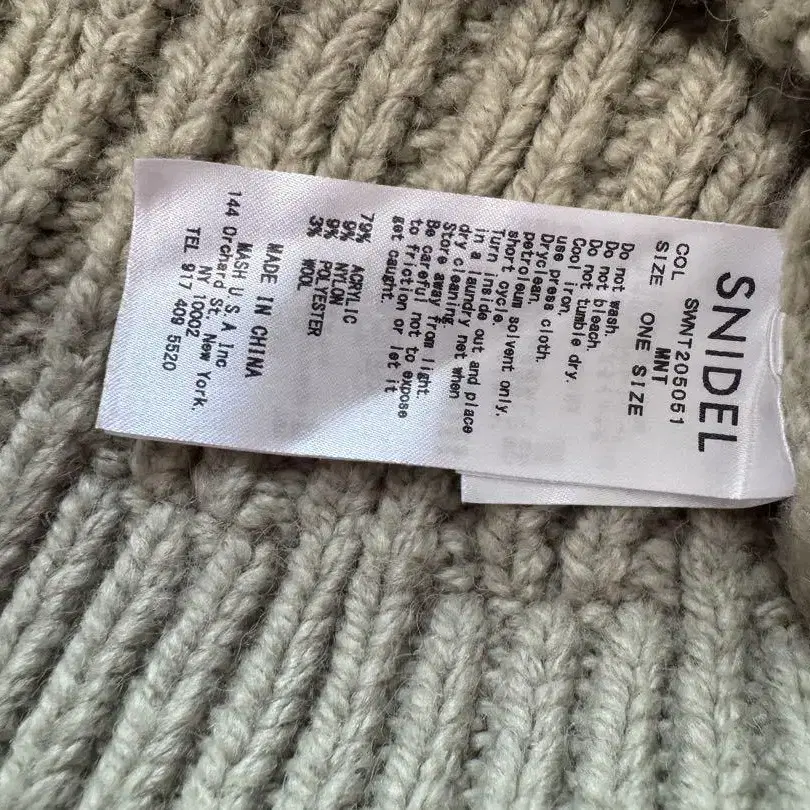 SNIDEL
SWNT205051
COL MNT
SIZE ONE SIZE
Do not wash.
Do not bleach.
Do not tumble dry.
Cool iron,
use press cloth.
Dryclean,
petroleum solvent only,
short cycle.
Turn inside out and place
in a laundry net when
dry cleaning.
Store away from light.
Be careful not to expose
to friction or let it
get caught.
79% ACRYLIC
9% NYLON
9% POLYESTER
3% WOOL
MADE IN CHINA
MASH U S A Inc
144 Orchard St, New York,
NY 10002
TEL 917 409 5520